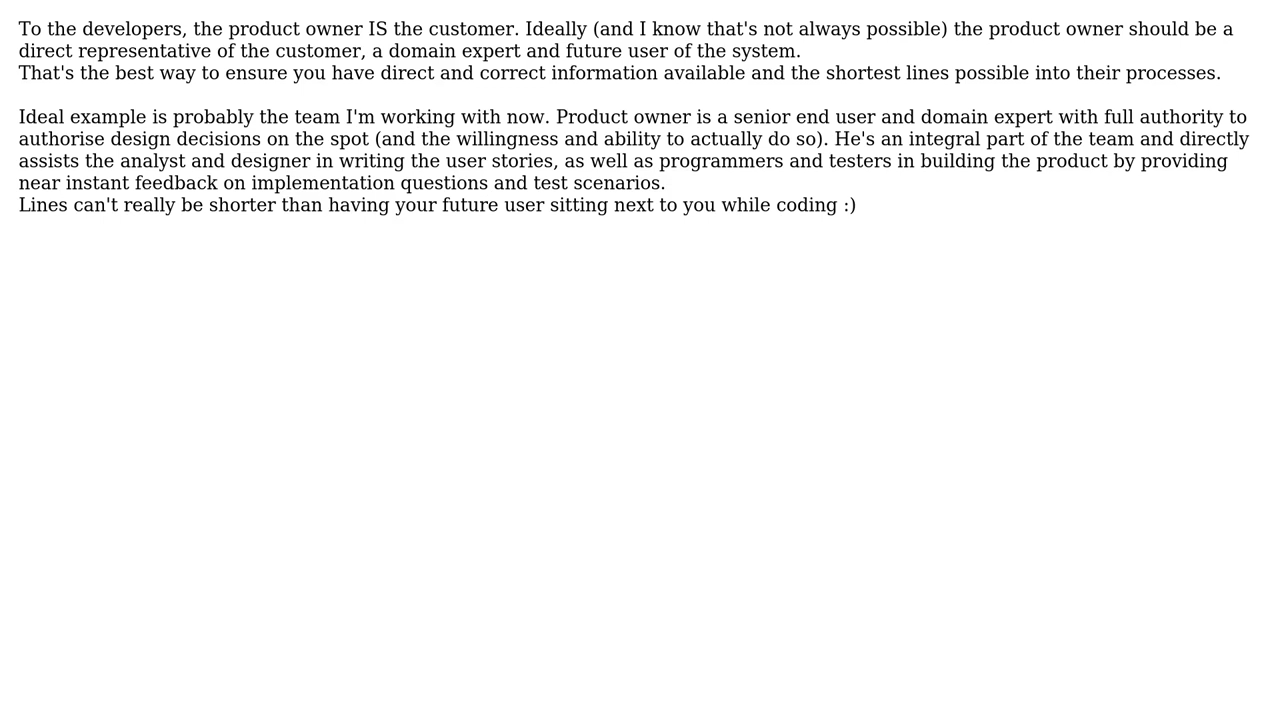 To the developers, the product owner IS the customer. Ideally (and I know that's not always possible) the product owner should be a
direct representative of the customer, a domain expert and future user of the system.
That's the best way to ensure you have direct and correct information available and the shortest lines possible into their processes.

Ideal example is probably the team I'm working with now. Product owner is a senior end user and domain expert with full authority to
authorise design decisions on the spot (and the willingness and ability to actually do so). He's an integral part of the team and directly
assists the analyst and designer in writing the user stories, as well as programmers and testers in building the product by providing
near instant feedback on implementation questions and test scenarios.
Lines can't really be shorter than having your future user sitting next to you while coding :)